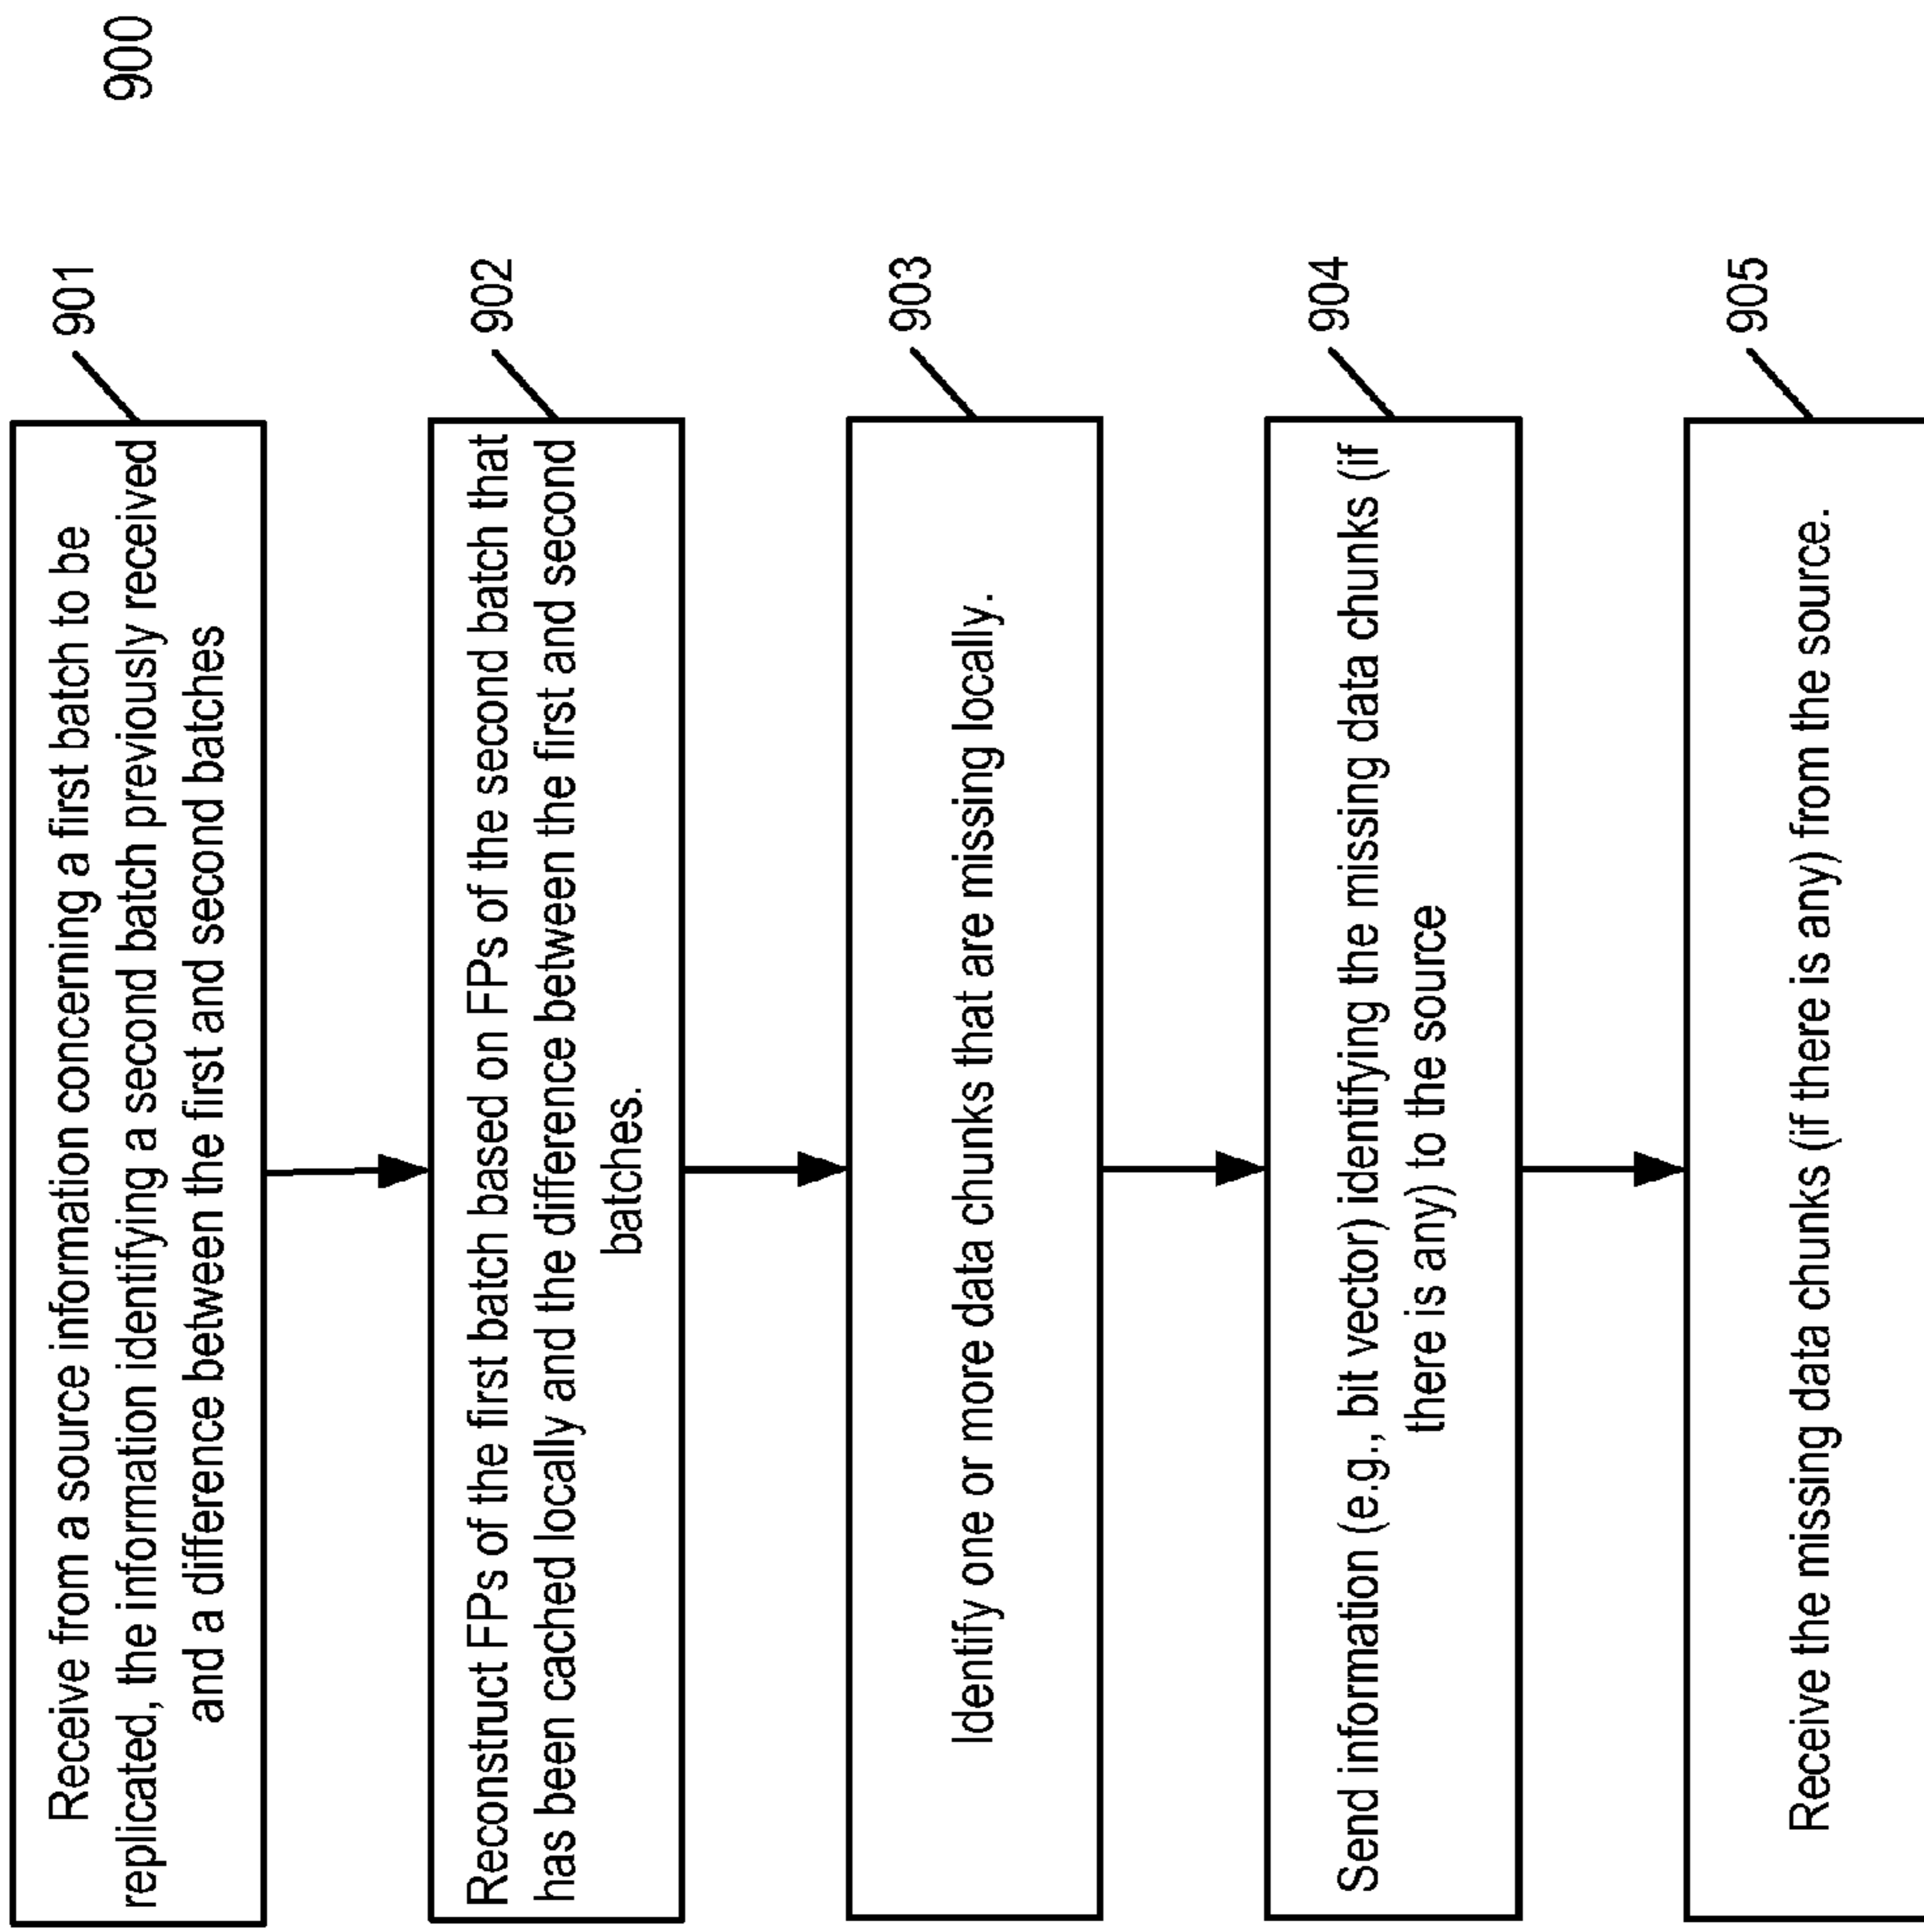 900
901
Receive from a source information concerning a first batch to be
replicated, the information identifying a second batch previously received
and a difference between the first and second batches
902
Reconstruct FPs of the first batch based on FPs of the second batch that
has been cached locally and the difference between the first and second
batches.
903
Identify one or more data chunks that are missing locally.
904
Send information (e.g., bit vector) identifying the missing data chunks (if
there is any) to the source
905
Receive the missing data chunks (if there is any) from the source.